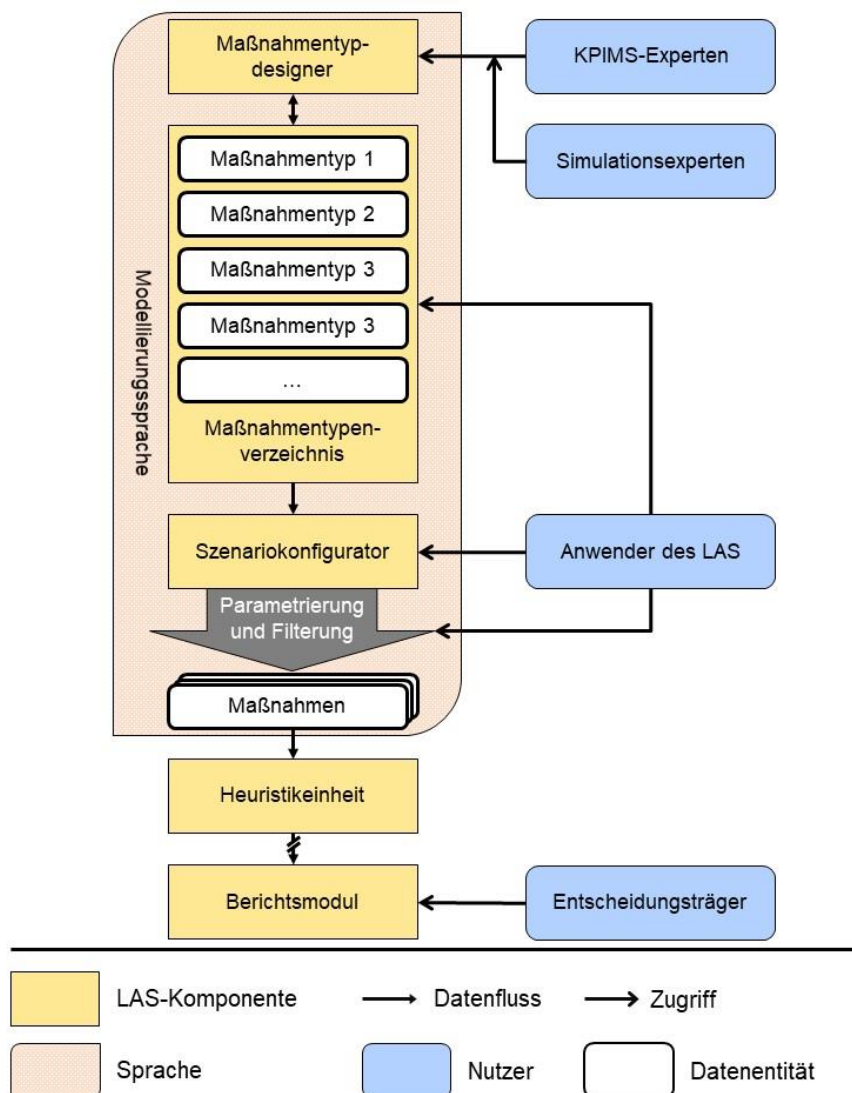 Maßnahmentyp-
designer
KPIMS-Experten
Maßnahmentyp 1
Simulationsexperten
Maßnahmentyp 2
Maßnahmentyp 3
Maßnahmentyp 3
...
Maßnahmentypen-
verzeichnis
Modellierungssprache
Szenariokonfigurator
Anwender des LAS
Parametrierung
und Filterung
Maßnahmen
Heuristikeinheit
Berichtsmodul
Entscheidungsträger
LAS-Komponente
Datenfluss
Zugriff
Sprache
Nutzer
Datenentität